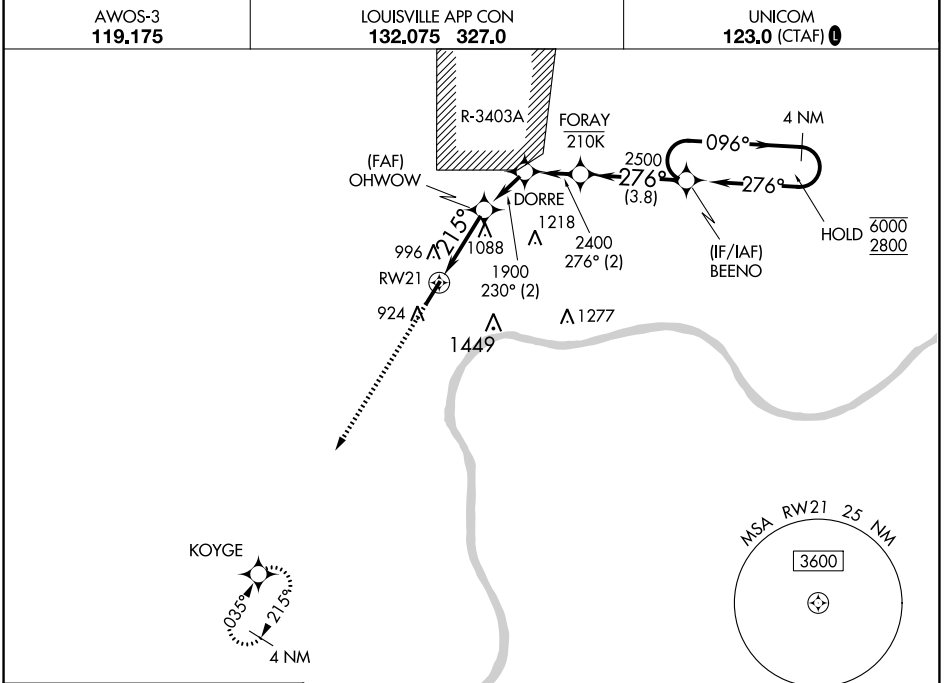 AWOS-3
119.175
LOUISVILLE APP CON
132.075 327.0
UNICOM
123.0 (CTAF) L
R-3403A
FORAY
210K
4 NM
096°
2500
276°
(3.8)
276°
(FAF)
OHWOW
DORRE
HOLD 6000
2800
(IF/IAF)
BEENO
215°
1218
2400
276° (2)
996
1088
1900
230° (2)
RW21
924
1277
1449
MSA RW21 25 NM
3600
KOYGE
035°
215°
4 NM